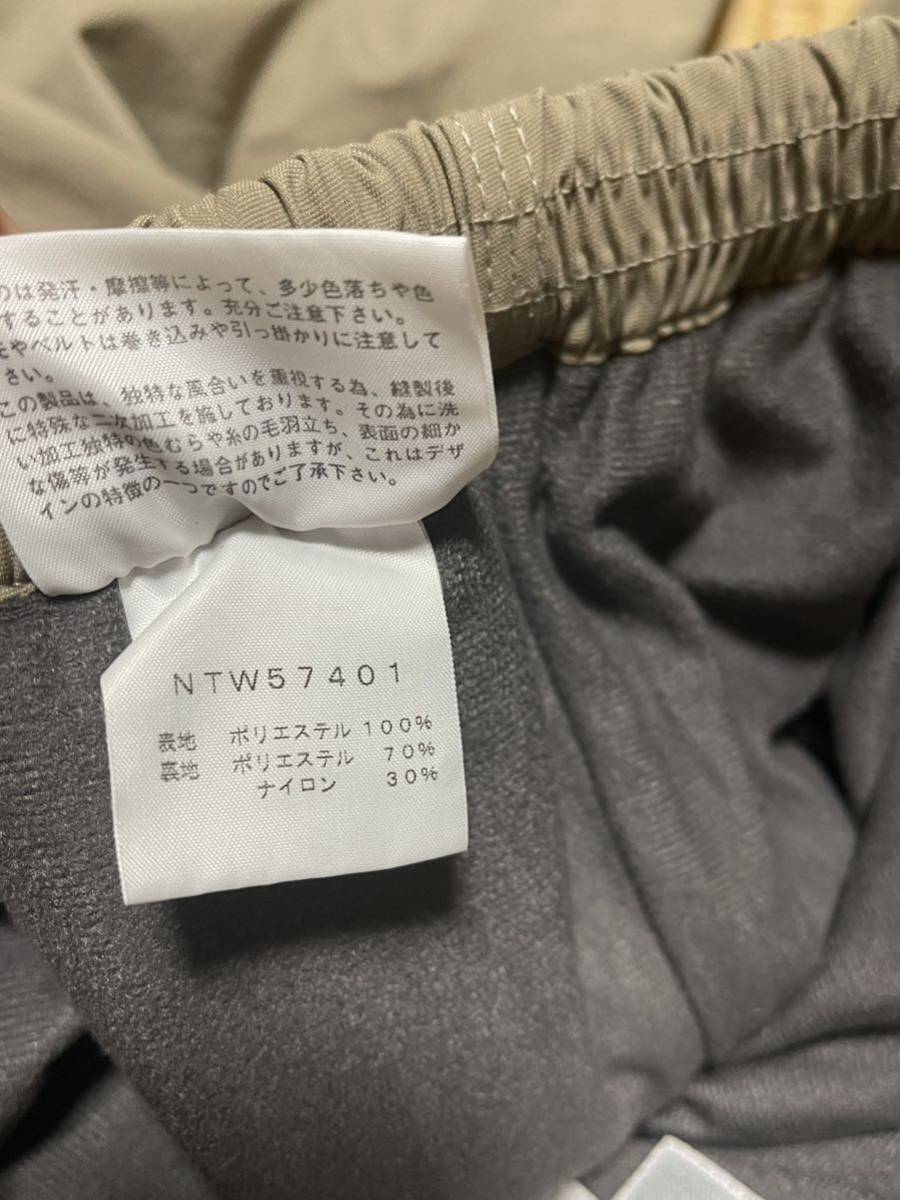 のは発汗・摩擦等によって、多少色落ちや色
することがあります。充分ご注意下さい。
やベルトは巻き込みや引っ掛かりに注意して
さい。
この製品は、独特な風合いを重視する為、縫製後
に特殊な二次加工を施しております。その為に洗
い加工独特の色むらや糸の毛羽立ち、表面の細か
な傷等が発生する場合がありますが、これはデザ
インの特徴の一つですのでご了承下さい。
NTW57401
表地 ポリエステル 100%
裏地 ポリエステル 70%
ナイロン 30%